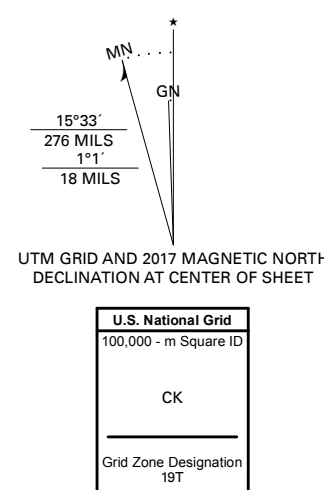 ★
MN
GN
15°33´
276 MILS
1°1´
18 MILS
UTM GRID AND 2017 MAGNETIC NORTH
DECLINATION AT CENTER OF SHEET
U.S. National Grid
100,000 - m Square ID
CK
Grid Zone Designation
19T